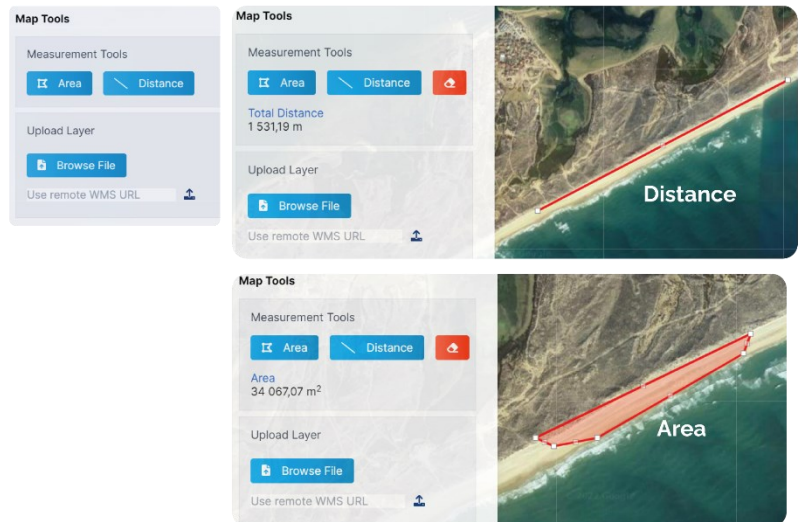 Map Tools
Measurement Tools
Area Distance
Upload Layer
Browse File
Use remote WMS URL
Map Tools
Measurement Tools
Area Distance
Total Distance
1 531,19 m
Upload Layer
Browse File
Use remote WMS URL
Distance
Map Tools
Measurement Tools
Area Distance
Area
34 067,07 m²
Upload Layer
Browse File
Use remote WMS URL
Area